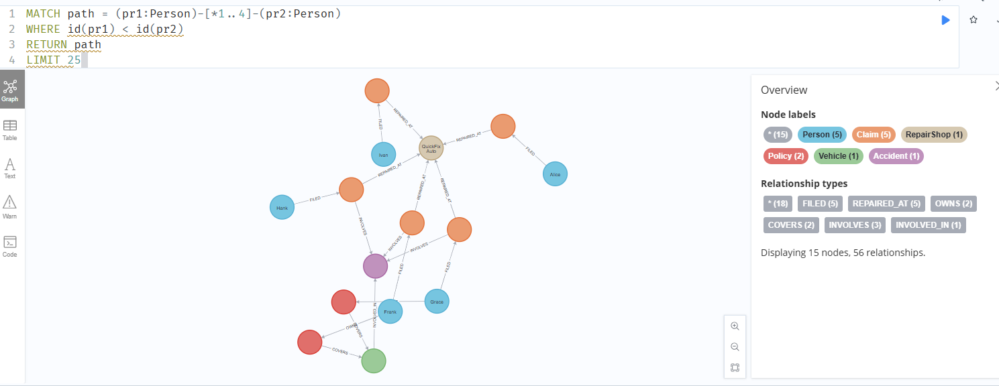 1 MATCH path = (pr1:Person)-[*1..4]-(pr2:Person)
2 WHERE id(pr1) < id(pr2)
3 RETURN path
4 LIMIT 25
Graph
Table
Text
Warn
Code
REPAIRED_AT
FILED
QuickFix
Auto
Ivan
REPAIRED_AT
FILED
Alice
REPAIRED_AT
FILED
Hank
REPAIRED_AT
REPAIRED_AT
INVOLVES
INVOLVES
INVOLVES
FILED
FILED
Grace
Frank
INVOLVED_IN
OWNS
COVERS
COVERS
Overview
Node labels
* (15) Person (5) Claim (5) RepairShop (1)
Policy (2) Vehicle (1) Accident (1)
Relationship types
* (18) FILED (5) REPAIRED_AT (5) OWNS (2)
COVERS (2) INVOLVES (3) INVOLVED_IN (1)
Displaying 15 nodes, 56 relationships.